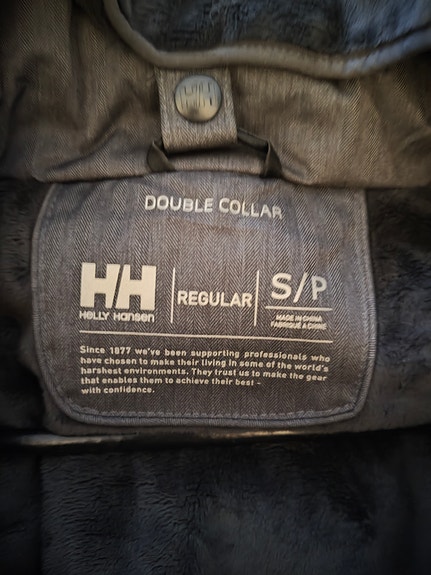 HH
DOUBLE COLLAR
HH
HELLY HANSEN
REGULAR
S/P
MADE IN CHINA
FABRIQUÉ À CHINE
Since 1877 we've been supporting professionals who
have chosen to make their living in some of the world's
harshest environments. They trust us to make the gear
that enables them to achieve their best –
with confidence.